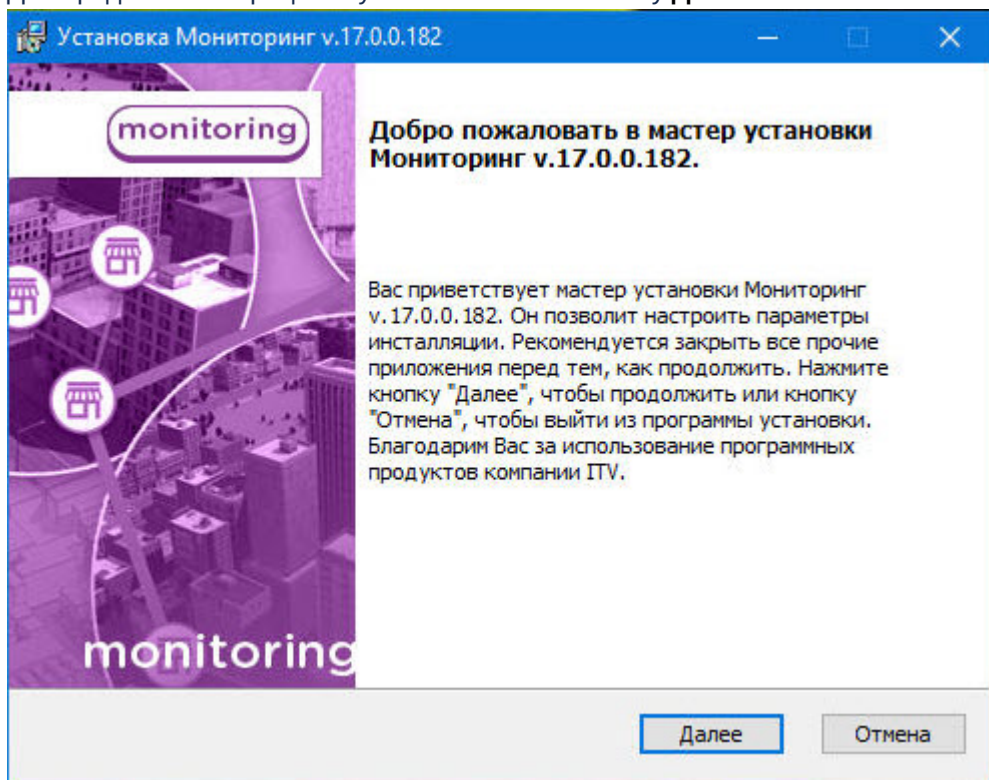 Установка Мониторинг v.17.0.0.182
monitoring
Добро пожаловать в мастер установки
Мониторинг v.17.0.0.182.
Вас приветствует мастер установки Мониторинг
v.17.0.0.182. Он позволит настроить параметры
инсталляции. Рекомендуется закрыть все прочие
приложения перед тем, как продолжить. Нажмите
кнопку "Далее", чтобы продолжить или кнопку
"Отмена", чтобы выйти из программы установки.
Благодарим Вас за использование программных
продуктов компании ITV.
monitoring
Далее
Отмена